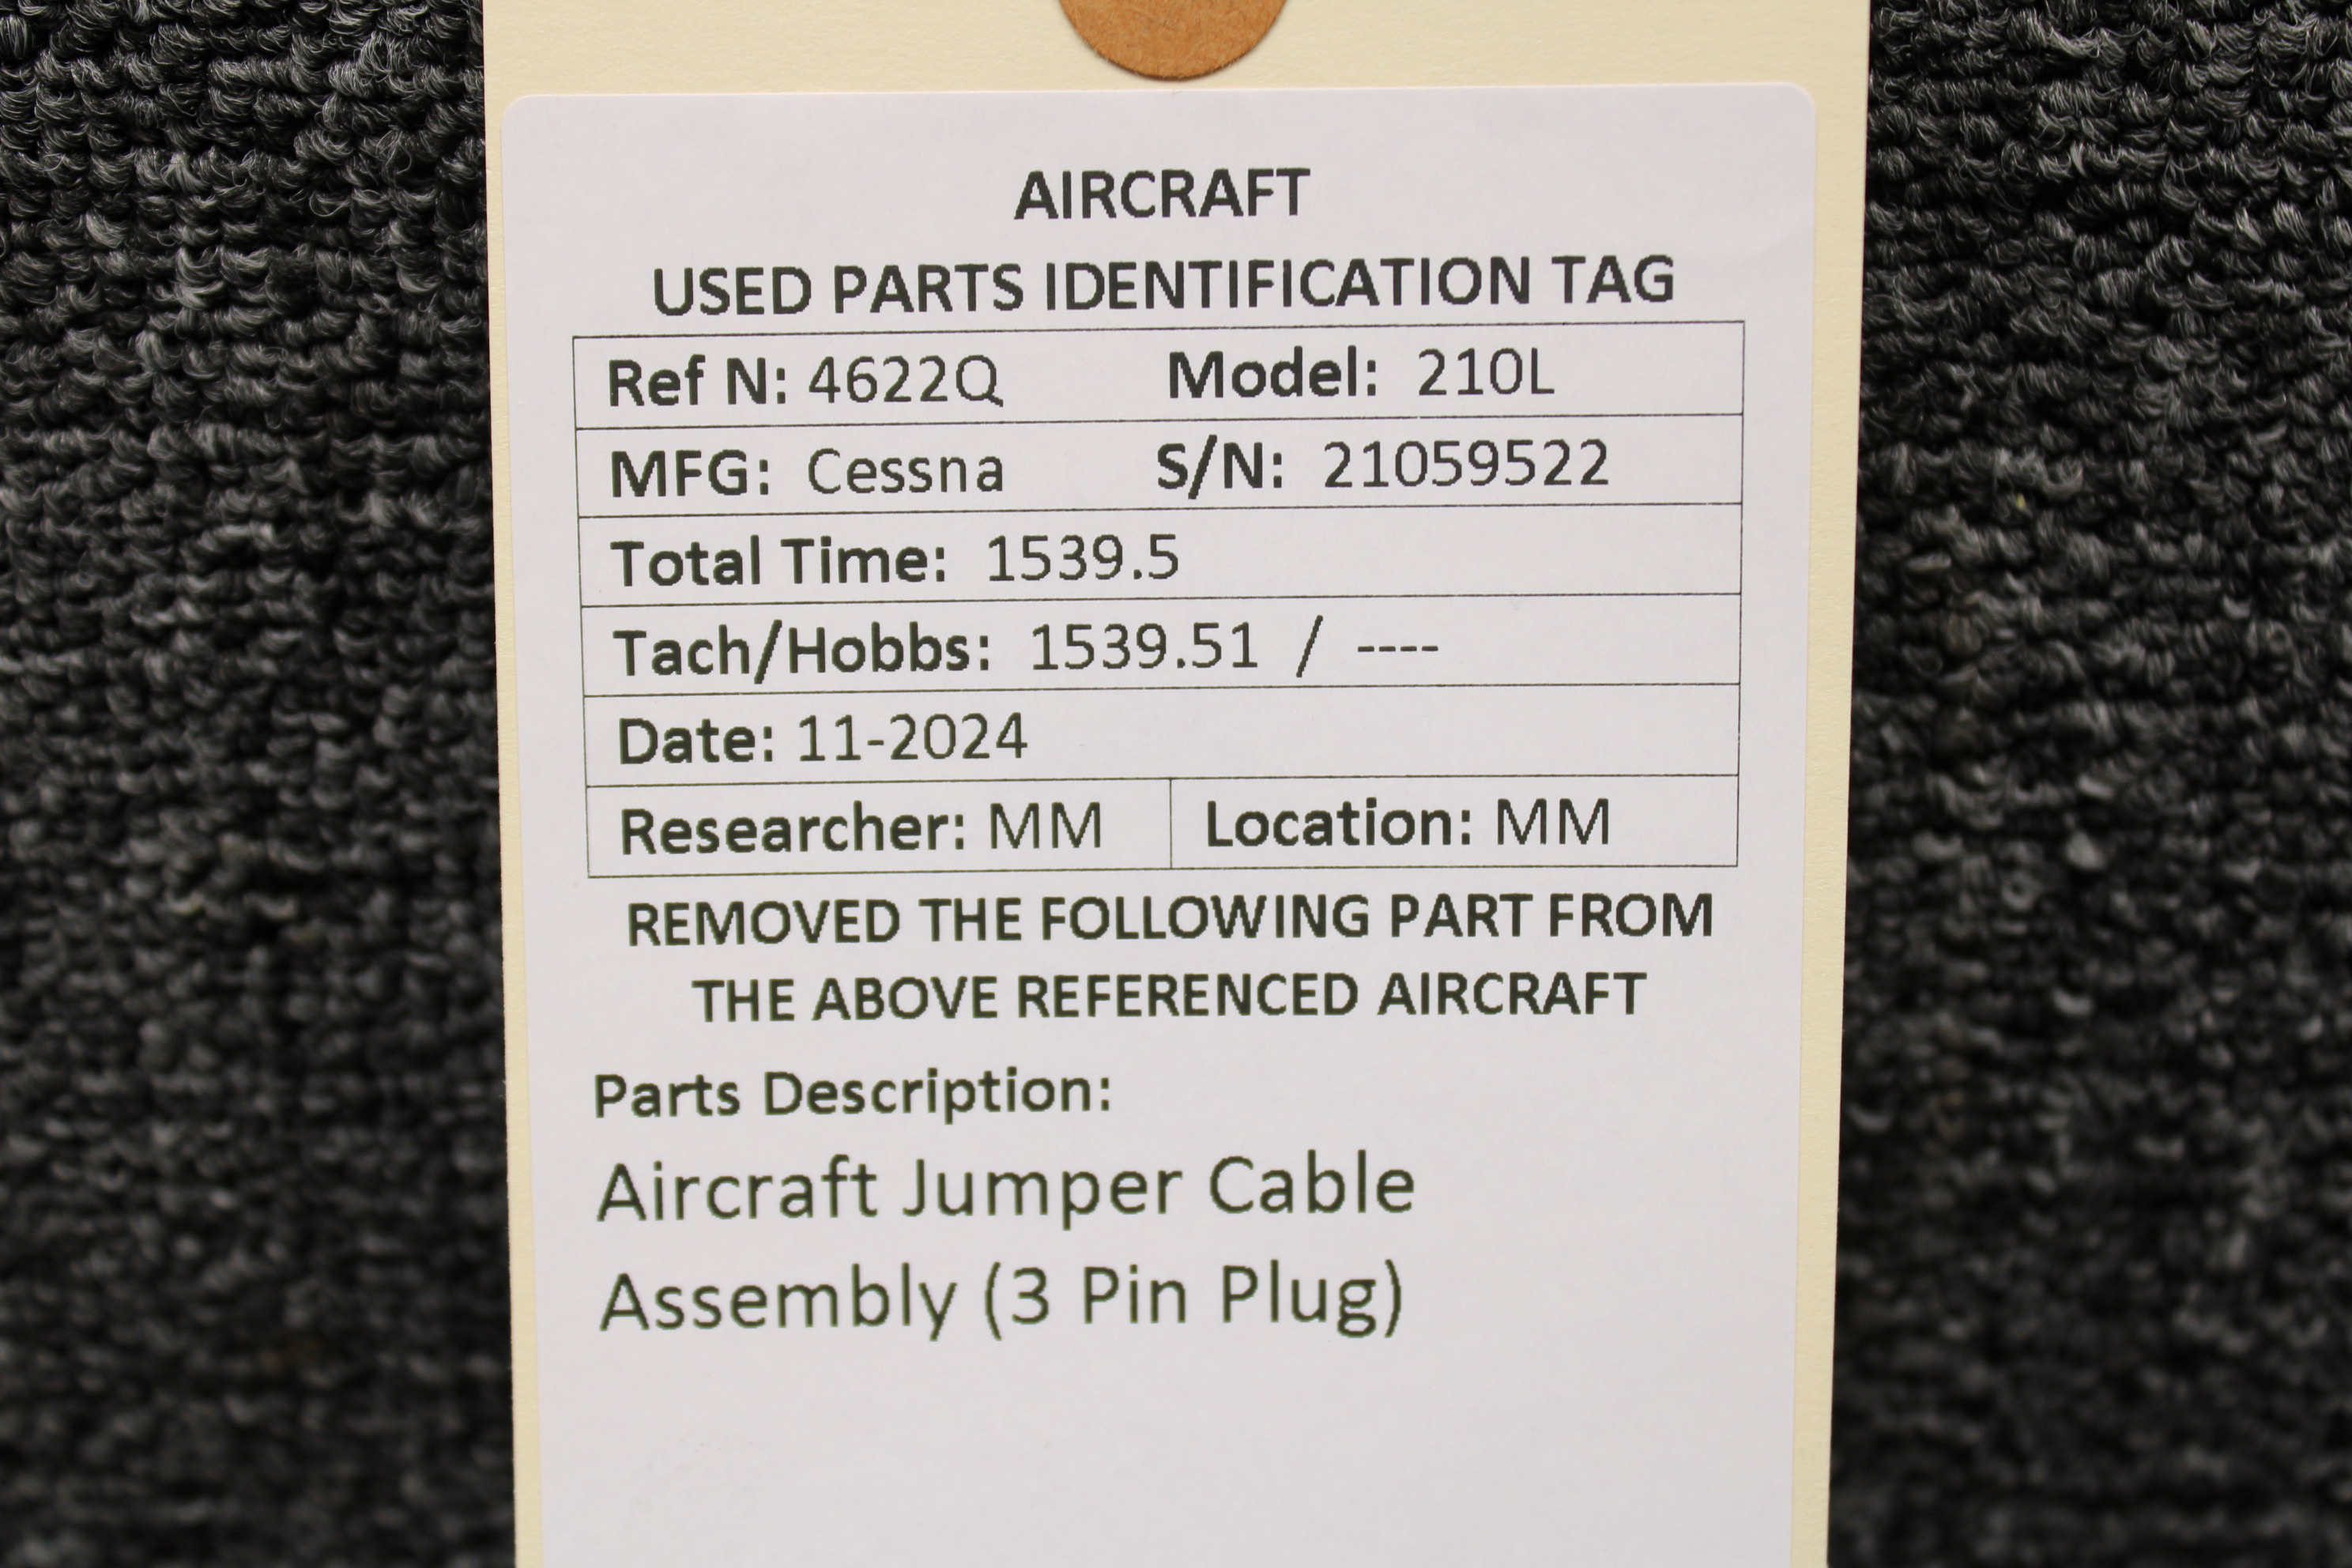 AIRCRAFT
USED PARTS IDENTIFICATION TAG
Ref N: 4622Q Model: 210L
MFG: Cessna S/N: 21059522
Total Time: 1539.5
Tach/Hobbs: 1539.51 / ----
Date: 11-2024
Researcher: MM Location: MM
REMOVED THE FOLLOWING PART FROM
THE ABOVE REFERENCED AIRCRAFT
Parts Description:
Aircraft Jumper Cable
Assembly (3 Pin Plug)